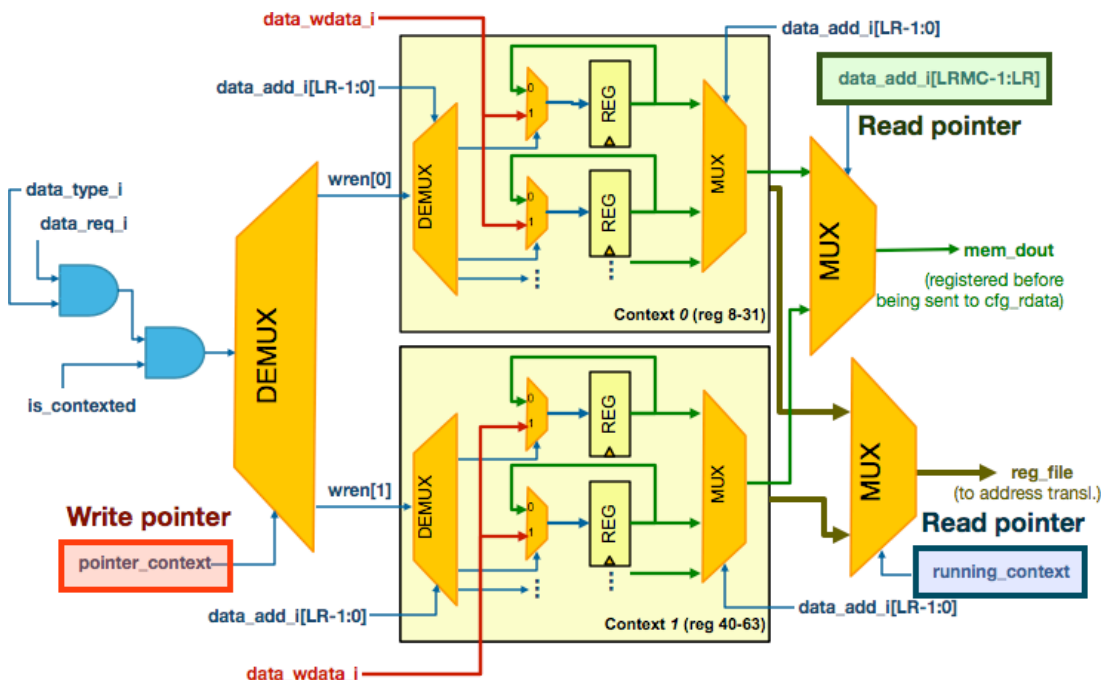 data_wdata_i
data_add_i[LR-1:0]
data_add_i[LRMC-1:LR]
Read pointer
data_add_i[LR-1:0]
0
1
REG
DEMUX
MUX
wren[0]
0
1
REG
data_type_i
data_req_i
MUX
mem_dout
(registered before
being sent to cfg_rdata)
Context 0 (reg 8-31)
DEMUX
is_contexted
0
1
REG
DEMUX
MUX
MUX
reg_file
(to address transl.)
wren[1]
0
1
REG
Write pointer
pointer_context
Read pointer
running_context
data_add_i[LR-1:0]
data_add_i[LR-1:0]
Context 1 (reg 40-63)
data_wdata_i